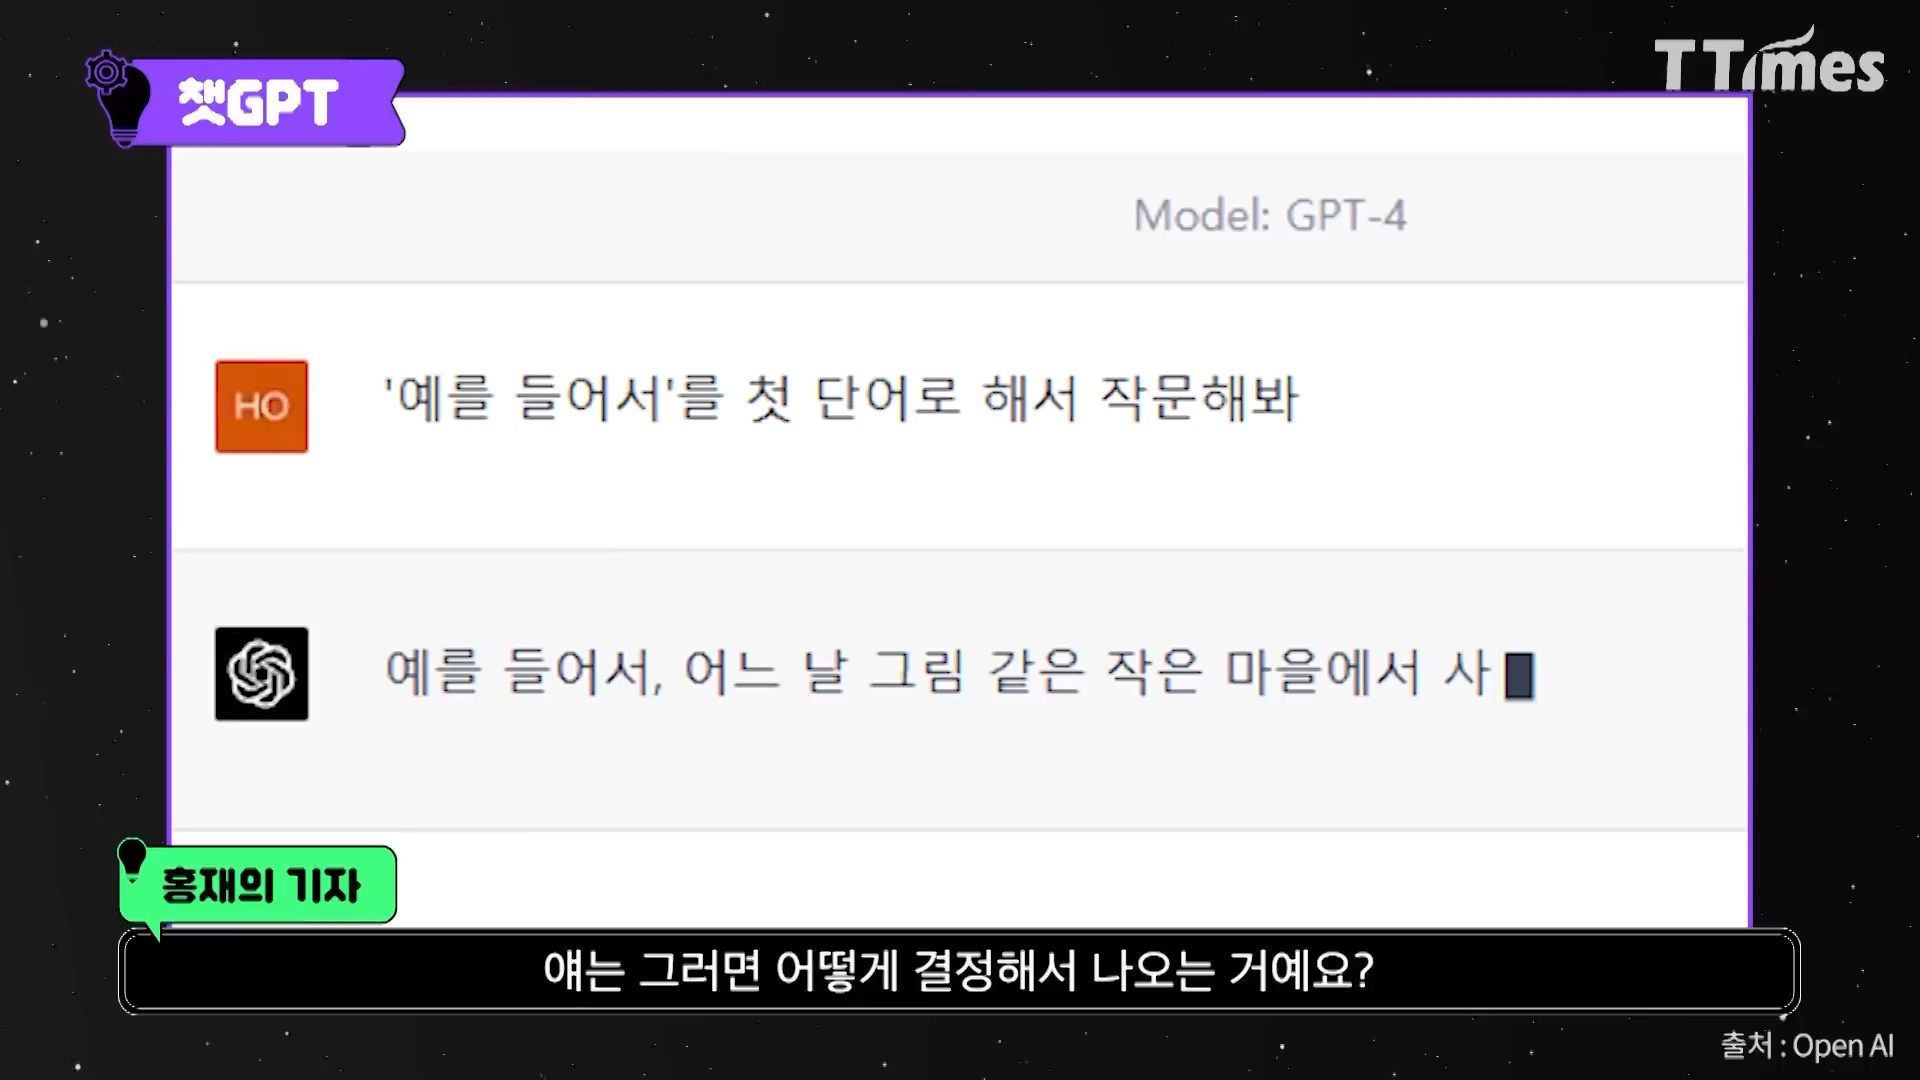 챗GPT
TTimes
Model: GPT-4
HO
'예를 들어서'를 첫 단어로 해서 작문해봐
예를 들어서, 어느 날 그림 같은 작은 마을에서 사
홍재의 기자
얘는 그러면 어떻게 결정해서 나오는 거예요?
출처 : Open AI